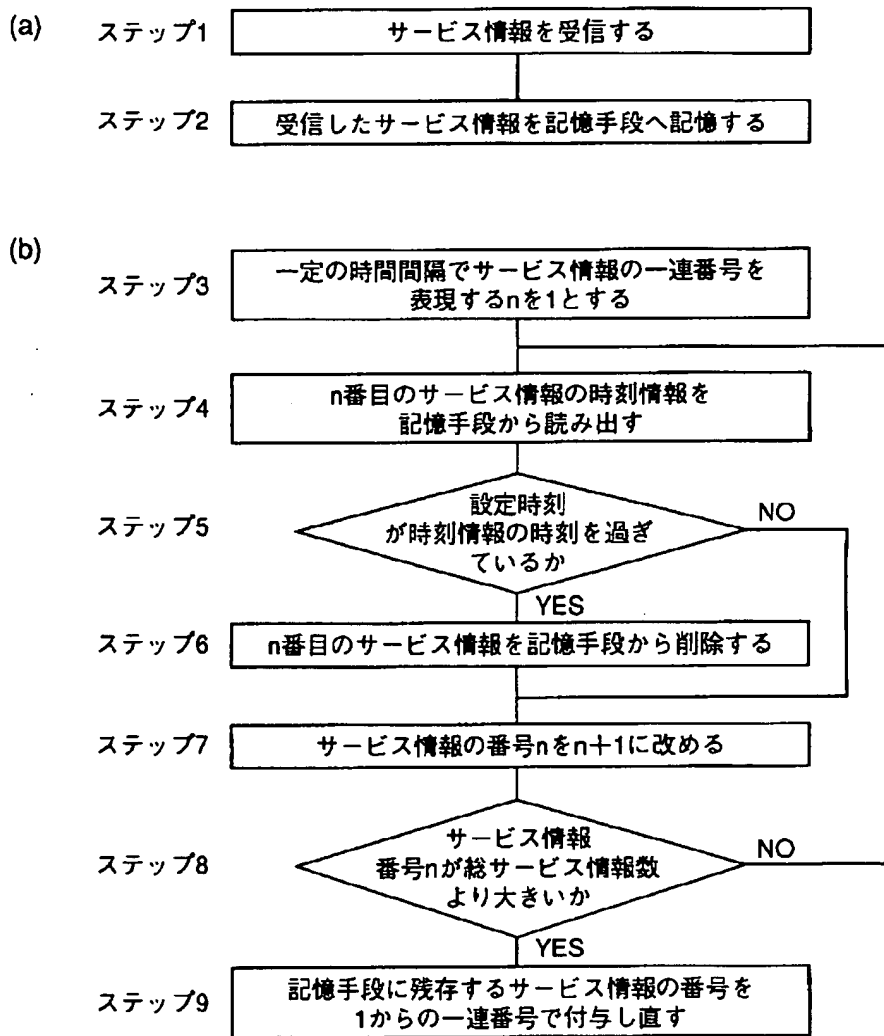 (a)
ステップ1
サービス情報を受信する
ステップ2
受信したサービス情報を記憶手段へ記憶する
(b)
ステップ3
一定の時間間隔でサービス情報の一連番号を
表現するnを1とする
ステップ4
n番目のサービス情報の時刻情報を
記憶手段から読み出す
ステップ5
設定時刻
が時刻情報の時刻を過ぎ
ているか
NO
YES
ステップ6
n番目のサービス情報を記憶手段から削除する
ステップ7
サービス情報の番号nをn+1に改める
ステップ8
サービス情報
番号nが総サービス情報数
より大きいか
NO
YES
ステップ9
記憶手段に残存するサービス情報の番号を
1からの一連番号で付与し直す